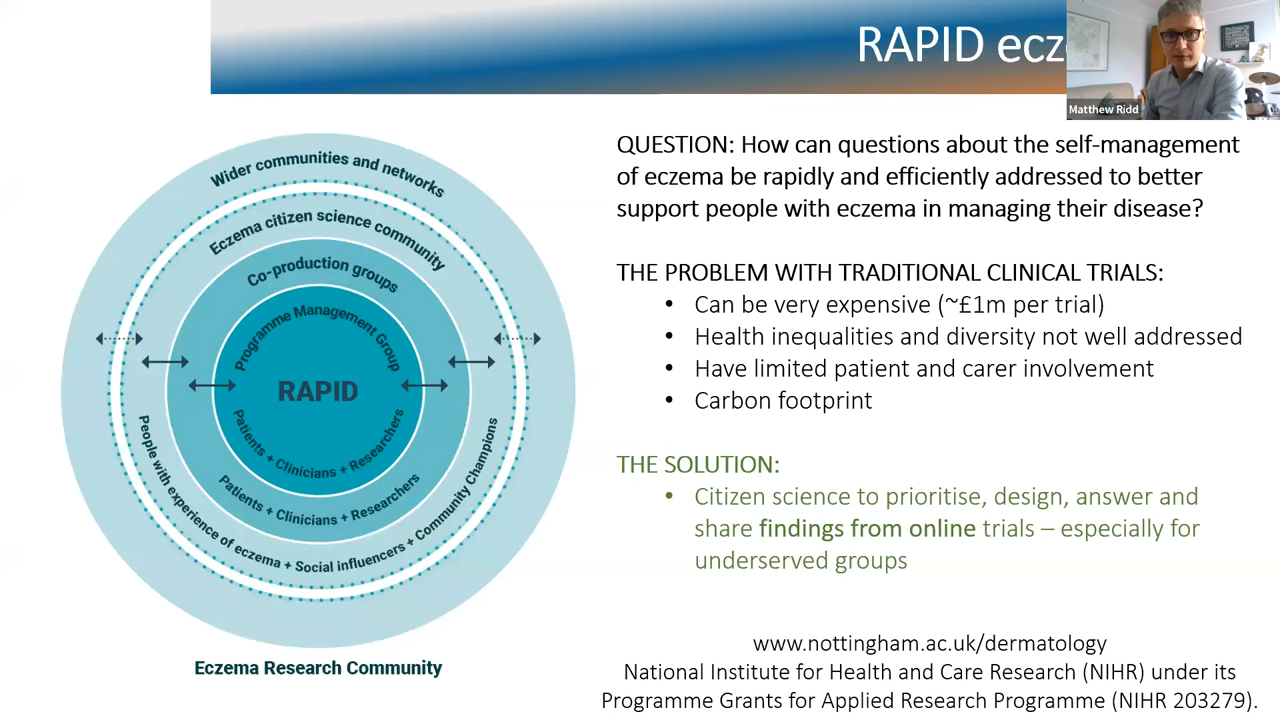 RAPID
Matthew Ridd
Wider communities and networks
Eczema citizen science community
Co-production groups
Programme Management Group
RAPID
Patients + Clinicians + Researchers
Patients + Clinicians + Researchers
People with experience of eczema + Social influencers + Community Champions
Eczema Research Community
QUESTION: How can questions about the self-management
of eczema be rapidly and efficiently addressed to better
support people with eczema in managing their disease?
THE PROBLEM WITH TRADITIONAL CLINICAL TRIALS:
• Can be very expensive (~£1m per trial)
• Health inequalities and diversity not well addressed
• Have limited patient and carer involvement
• Carbon footprint
THE SOLUTION:
• Citizen science to prioritise, design, answer and
share findings from online trials – especially for
underserved groups
www.nottingham.ac.uk/dermatology
National Institute for Health and Care Research (NIHR) under its
Programme Grants for Applied Research Programme (NIHR 203279).